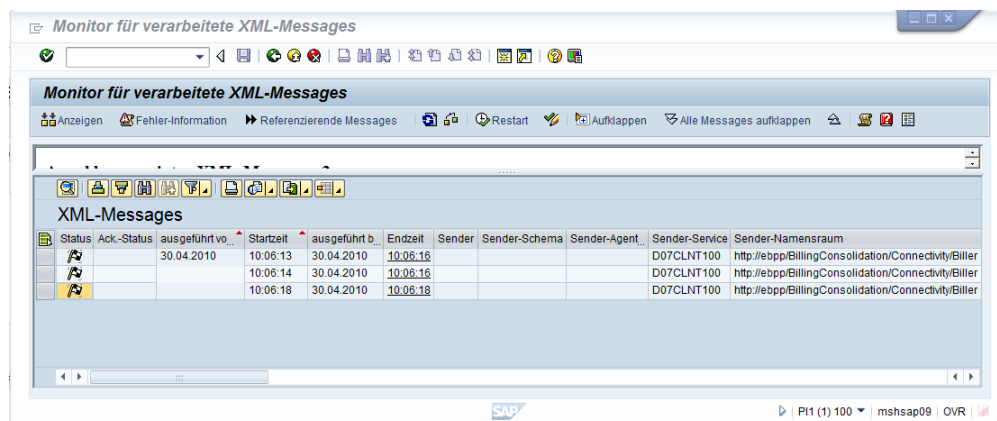 Monitor für verarbeitete XML-Messages
Monitor für verarbeitete XML-Messages
Anzeigen Fehler-Information Referenzierende Messages Restart Aufklappen Alle Messages aufklappen
XML-Messages
Status Ack.-Status ausgeführt vo... Startzeit ausgeführt b... Endzeit Sender Sender-Schema Sender-Agent Sender-Service Sender-Namensraum
30.04.2010 10:06:13 30.04.2010 10:06:16 D07CLNT100 http://ebpp/BillingConsolidation/Connectivity/Biller
10:06:14 30.04.2010 10:06:16 D07CLNT100 http://ebpp/BillingConsolidation/Connectivity/Biller
10:06:18 30.04.2010 10:06:18 D07CLNT100 http://ebpp/BillingConsolidation/Connectivity/Biller
SAP PI1 (1) 100 mshsap09 OVR